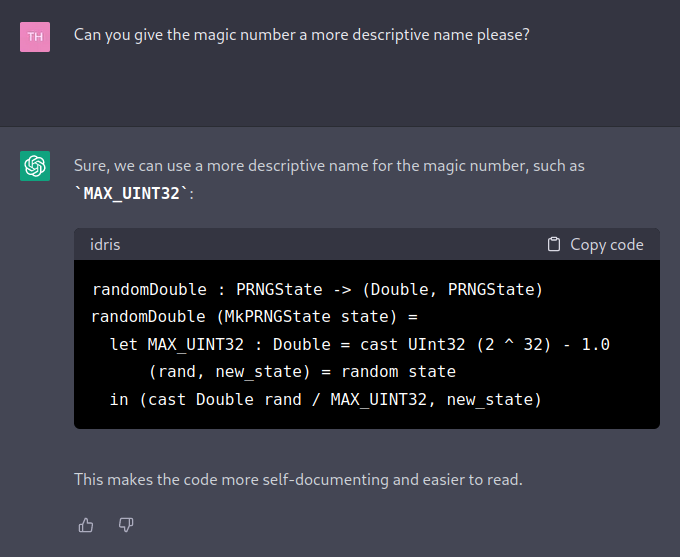 TH
Can you give the magic number a more descriptive name please?
Sure, we can use a more descriptive name for the magic number, such as
`MAX_UINT32`:
idris
Copy code
randomDouble : PRNGState -> (Double, PRNGState)
randomDouble (MkPRNGState state) =
  let MAX_UINT32 : Double = cast UInt32 (2 ^ 32) - 1.0
      (rand, new_state) = random state
  in (cast Double rand / MAX_UINT32, new_state)
This makes the code more self-documenting and easier to read.